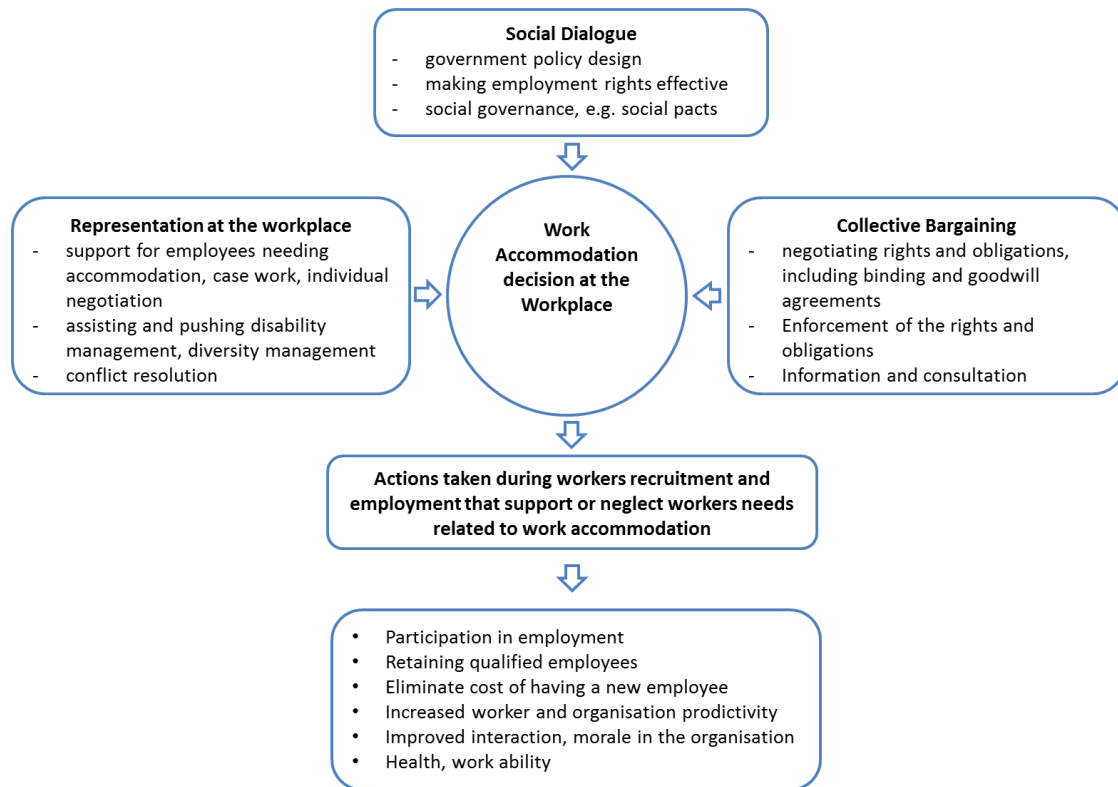 Social Dialogue
- government policy design
- making employment rights effective
- social governance, e.g. social pacts
Representation at the workplace
- support for employees needing
accommodation, case work, individual
negotiation
- assisting and pushing disability
management, diversity management
- conflict resolution
Work
Accommodation
decision at the
Workplace
Collective Bargaining
- negotiating rights and obligations,
including binding and goodwill
agreements
- Enforcement of the rights and
obligations
- Information and consultation
Actions taken during workers recruitment and
employment that support or neglect workers needs
related to work accommodation
• Participation in employment
• Retaining qualified employees
• Eliminate cost of having a new employee
• Increased worker and organisation prodictivity
• Improved interaction, morale in the organisation
• Health, work ability